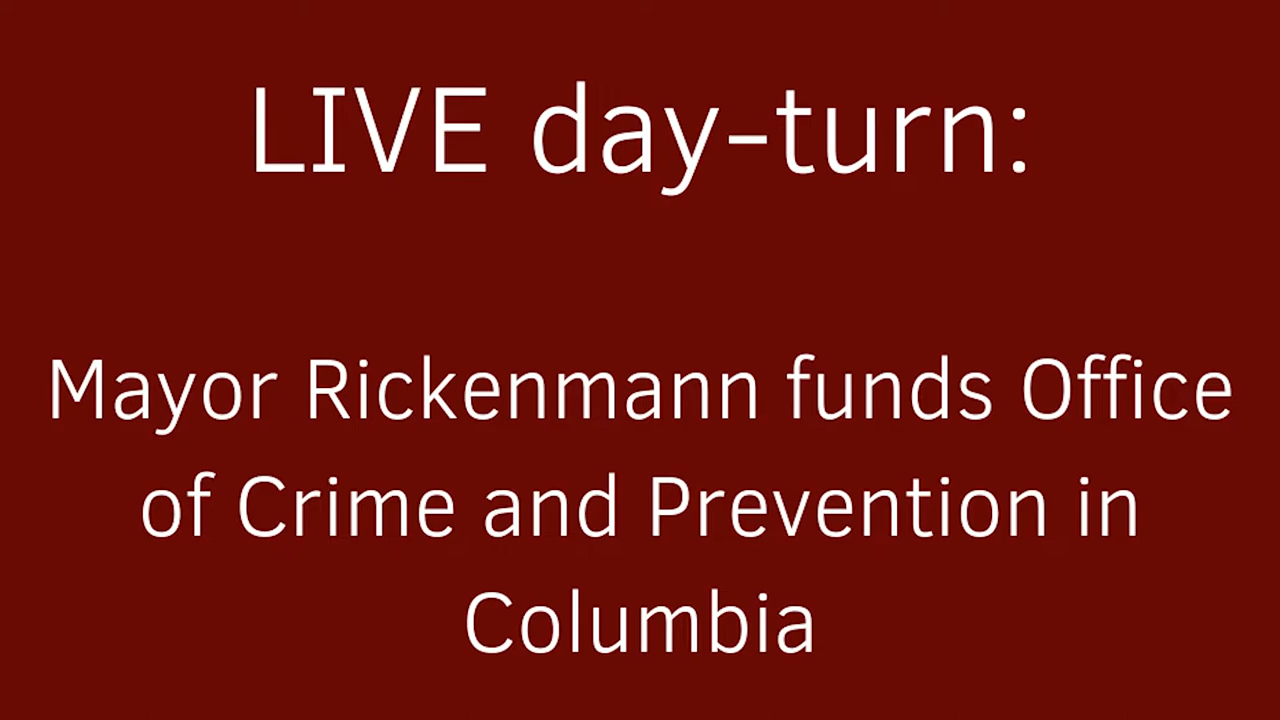 LIVE day-turn:
Mayor Rickenmann funds Office
of Crime and Prevention in
Columbia